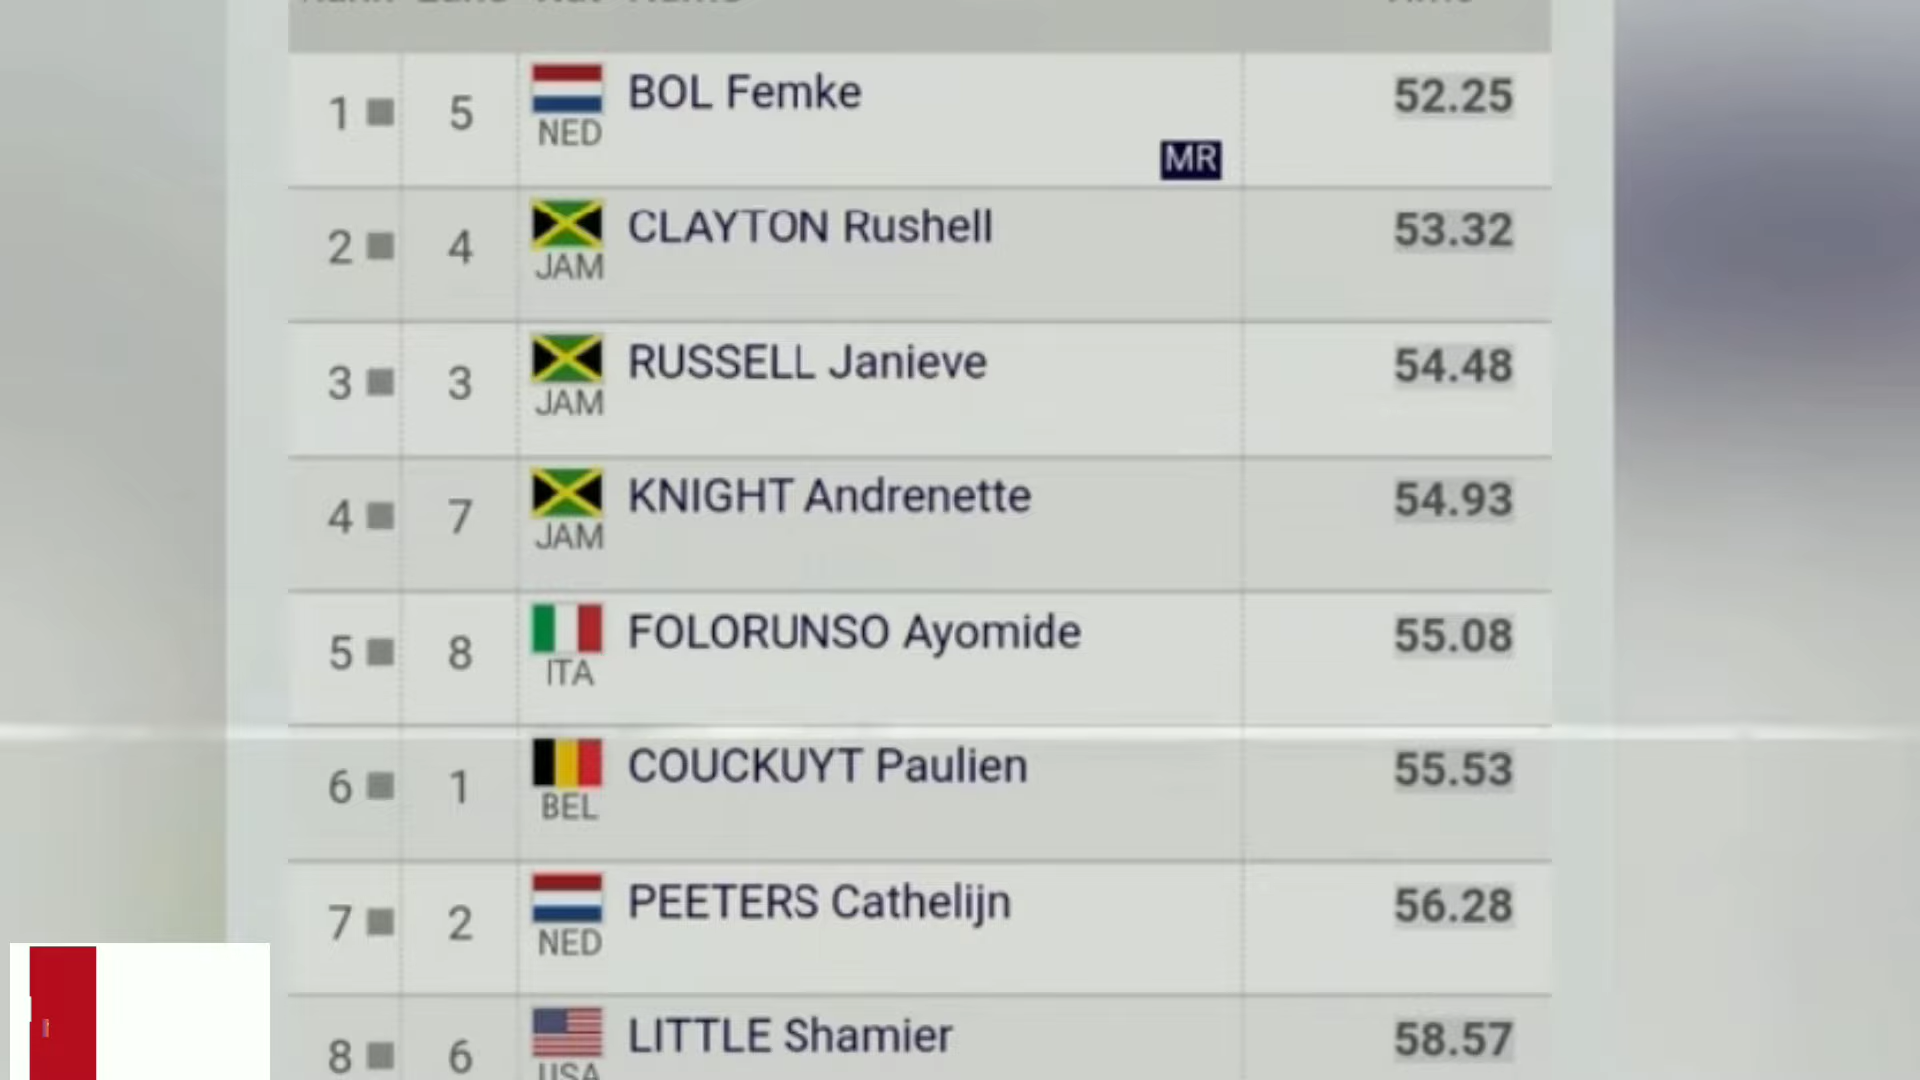 1 5 BOL Femke 52.25
NED
MR
2 4 CLAYTON Rushell 53.32
JAM
3 3 RUSSELL Janieve 54.48
JAM
4 7 KNIGHT Andrenette 54.93
JAM
5 8 FOLORUNSO Ayomide 55.08
ITA
6 1 COUCKUYT Paulien 55.53
BEL
7 2 PEETERS Cathelijn 56.28
NED
8 6 LITTLE Shamier 58.57
USA